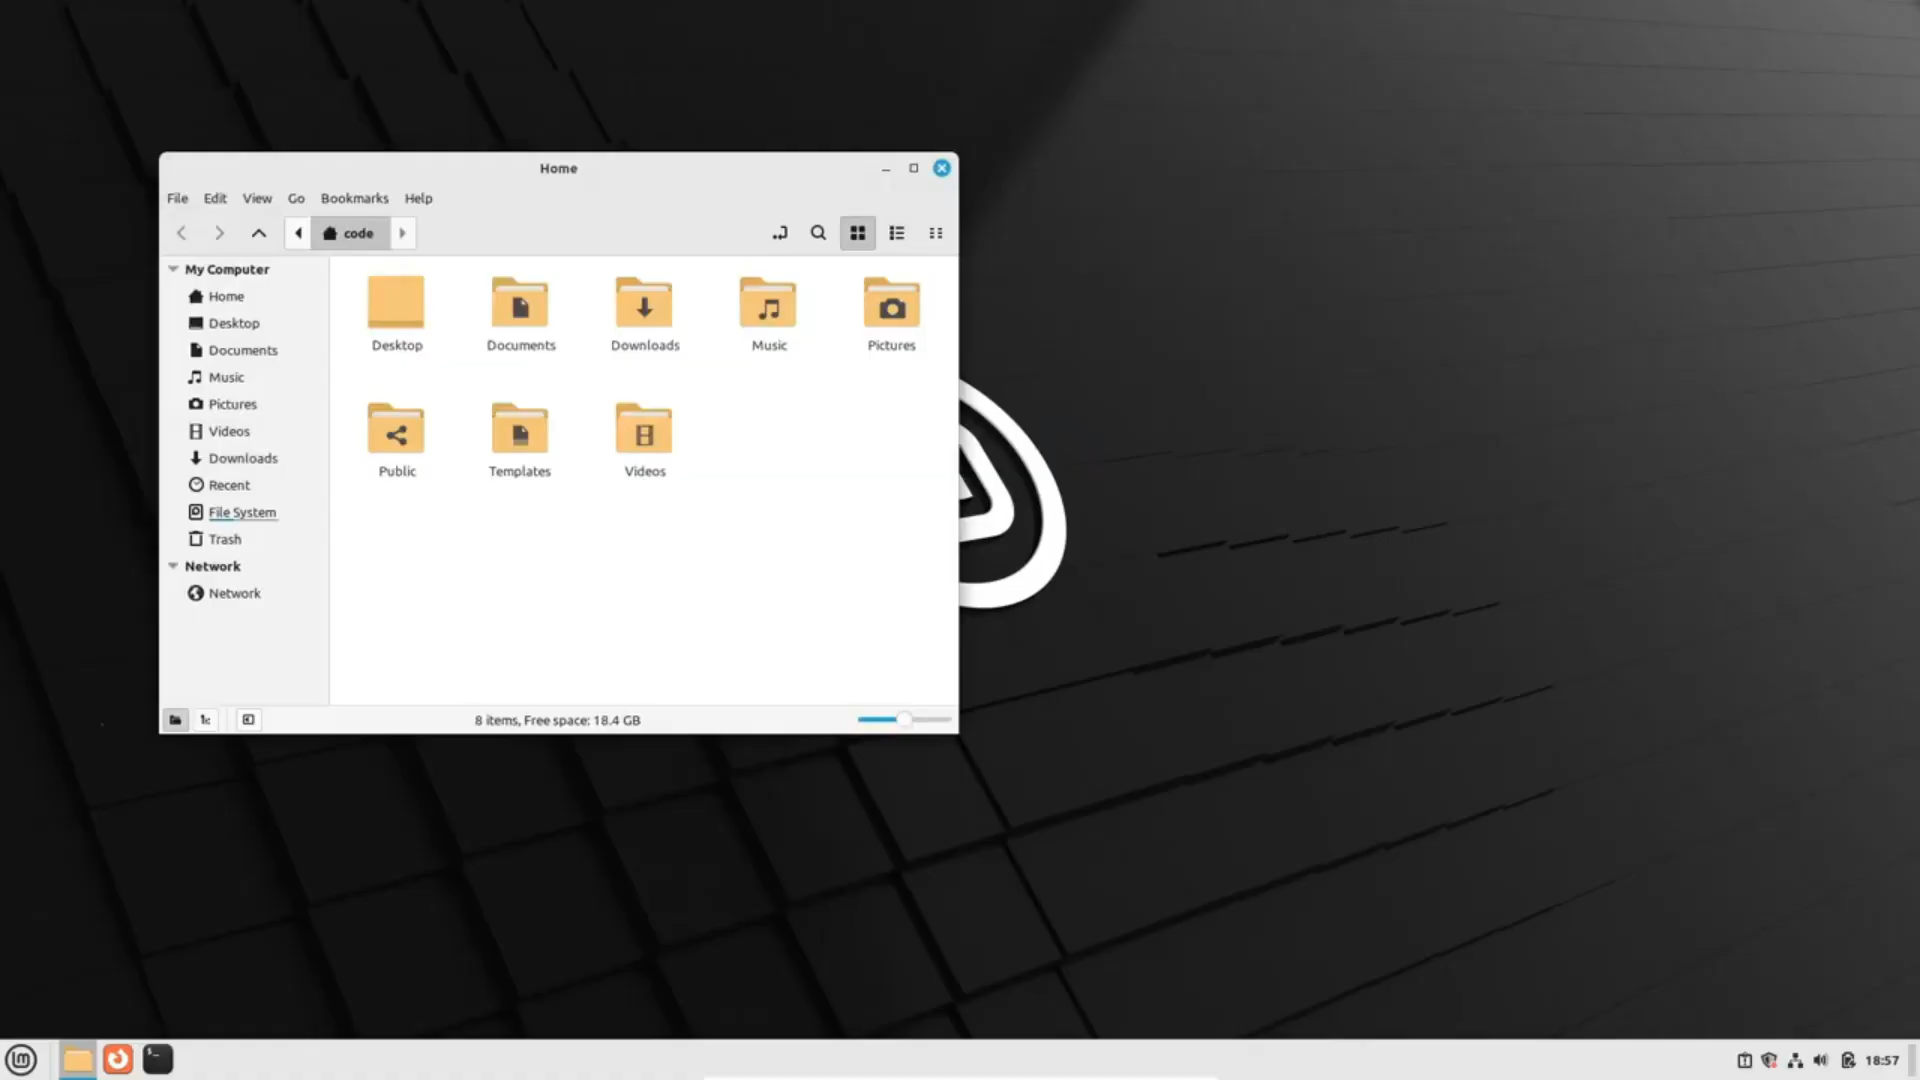 Home
File Edit View Go Bookmarks Help
code
My Computer
Home
Desktop
Documents
Music
Pictures
Videos
Downloads
Recent
File System
Trash
Network
Network
Desktop Documents Downloads Music Pictures
Public Templates Videos
8 items, Free space: 18.4 GB
18:57